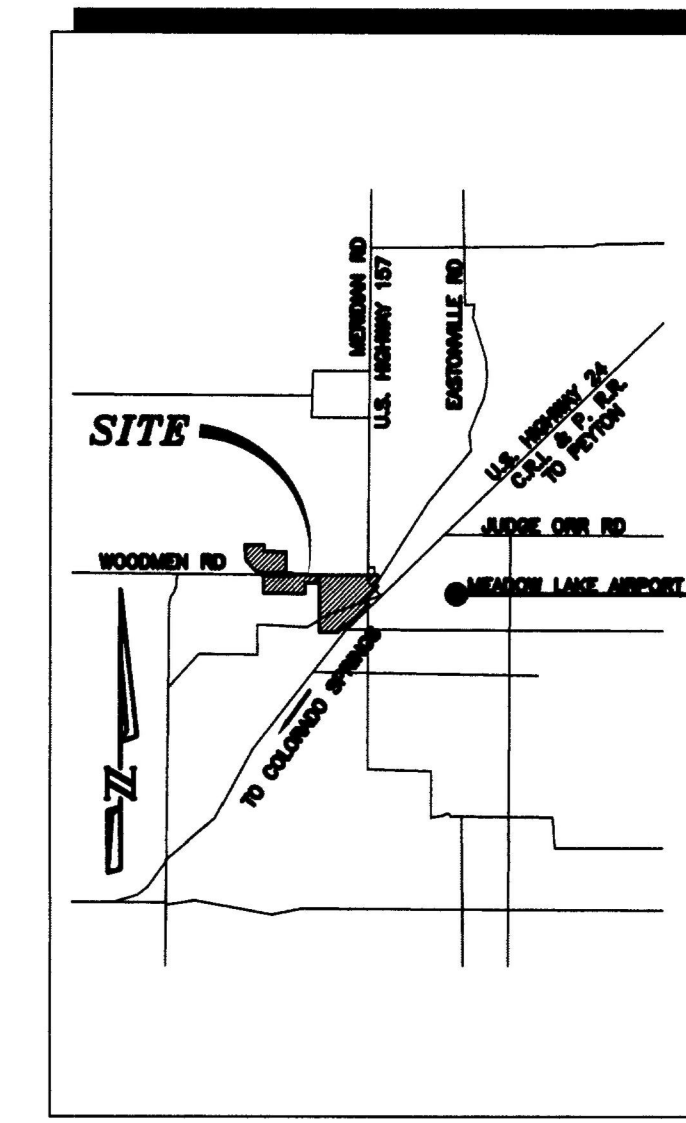 MERIDIAN RD
U.S. HIGHWAY 157
EASTONVILLE RD
U.S. HIGHWAY 24
C.R.I. & P. R.R.
TO PEYTON
SITE
JUDGE ORR RD
WOODMEN RD
MEADOW LAKE AIRPORT
TO COLORADO SPRINGS
N